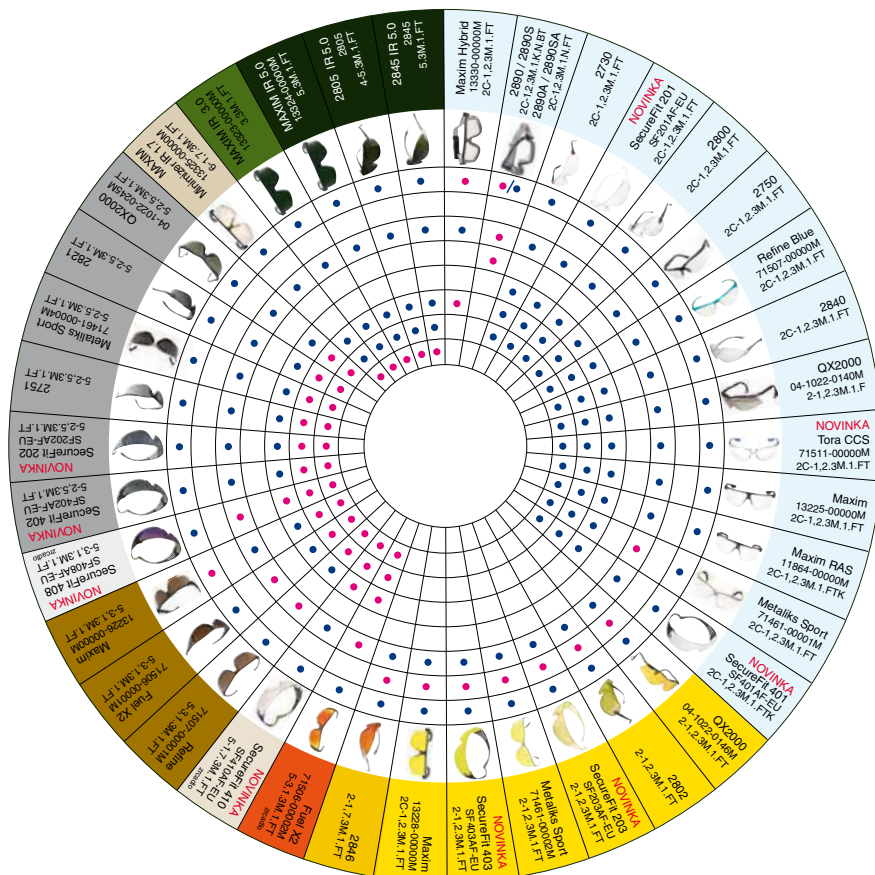 Maxim Hybrid
13330-00000M
2C-1,2.3M.1.FT
2890 / 2890S
2C-1,2.3M.1.K.N.BT
2890A / 2890SA
2C-1,2.3M.1.N.FT
2730
2C-1,2.3M.1.FT
NOVINKA
SecureFit 201
SF201AF-EU
2C-1,2.3M.1.FT
2800
2C-1,2.3M.1.FT
2750
2C-1,2.3M.1.FT
Refine Blue
71507-00000M
2C-1,2.3M.1.FT
2840
2C-1,2.3M.1.FT
QX2000
04-1022-0140M
2-1,2.3M.1.F
NOVINKA
Tora CCS
71511-00000M
2C-1,2.3M.1.FT
Maxim
13225-00000M
2C-1,2.3M.1.FT
Maxim RAS
11864-00000M
2C-1,2.3M.1.FTK
Metaliks Sport
71461-00001M
2C-1,2.3M.1.FT
NOVINKA
SecureFit 401
SF401AF-EU
2C-1,2.3M.1.FTK
QX2000
04-1022-0146M
2-1,2.3M.1.FT
2802
2-1,2.3M.1.FT
NOVINKA
SecureFit 203
SF203AF-EU
2-1,2.3M.1.FT
Metaliks Sport
71461-00002M
2-1,2.3M.1.FT
NOVINKA
SecureFit 403
SF403AF-EU
2-1,2.3M.1.FT
Maxim
13228-00000M
2C-1,2.3M.1.FT
2846
2-1,7.3M.1.FT
Fuel X2
71506-00002M
5-3,1.3M.1.FT
zrcadlo
NOVINKA
SecureFit 410
SF410AF-EU
5-1,7.3M.1.FT
zrcadlo
Refine
71507-00001M
5-3,1.3M.1.FT
Fuel X2
71506-00001M
5-3,1.3M.1.FT
Maxim
13226-00000M
5-3,1.3M.1.FT
NOVINKA
SecureFit 408
SF408AF-EU
5-3,1.3M.1.FT
zrcadlo
NOVINKA
SecureFit 402
SF402AF-EU
5-2,5.3M.1.FT
NOVINKA
SecureFit 202
SF202AF-EU
5-2,5.3M.1.FT
2751
5-2,5.3M.1.FT
Metaliks Sport
71461-0004M
5-2,5.3M.1.FT
2821
5-2,5.3M.1.FT
QX2000
04-1022-0245M
5-2,5.3M.1.FT
MAXIM
Minimizer IR 1.7
13325-00000M
6-1,7.3M.1.FT
MAXIM IR 3.0
13323-00000M
3.3M.1.FT
MAXIM IR 5.0
13324-0000M
5.3M.1.FT
2805 IR 5.0
2805
4-5.3M.1.FT
2845 IR 5.0
2845
5.3M.1.FT